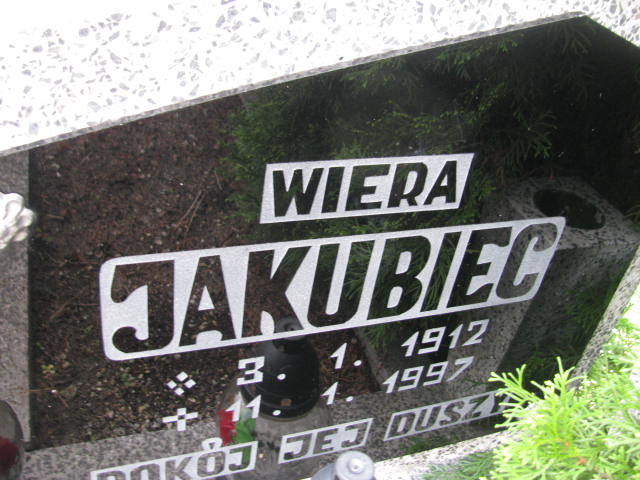 WIERA
JAKUBIEC
3. 1. 1912
+ 11. 1. 1997
POKÓJ JEJ DUSZY